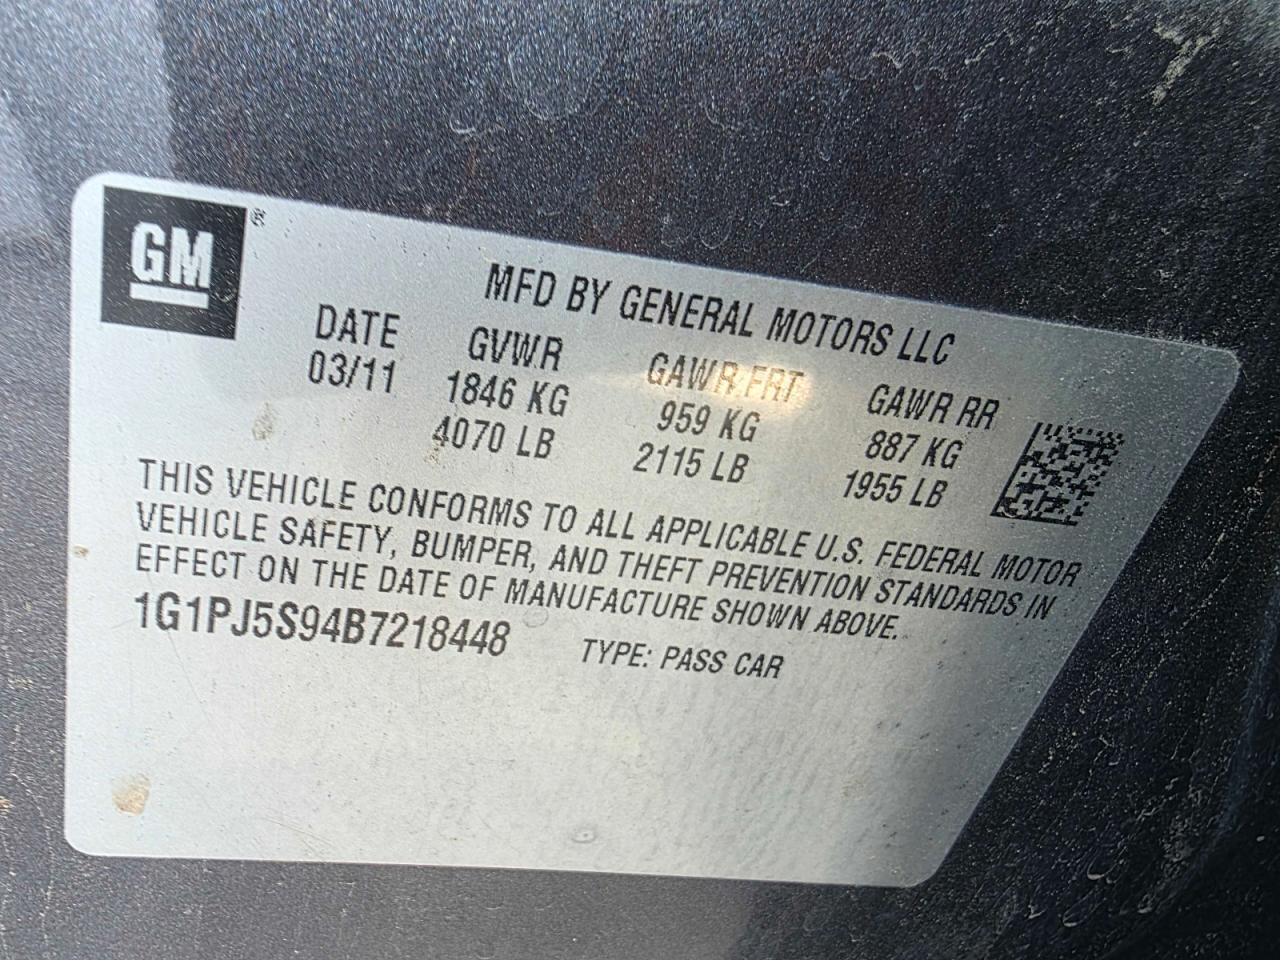 GM ®
MFD BY GENERAL MOTORS LLC
DATE GVWR GAWR FRT GAWR RR
03/11 1846 KG 959 KG 887 KG
4070 LB 2115 LB 1955 LB
THIS VEHICLE CONFORMS TO ALL APPLICABLE U.S. FEDERAL MOTOR
VEHICLE SAFETY, BUMPER, AND THEFT PREVENTION STANDARDS IN
EFFECT ON THE DATE OF MANUFACTURE SHOWN ABOVE.
1G1PJ5S94B7218448 TYPE: PASS CAR